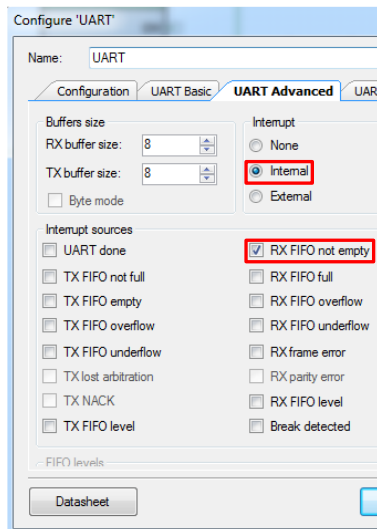 Configure 'UART'
Name: UART
Configuration UART Basic UART Advanced UAR
Buffers size Interrupt
RX buffer size: 8 None
TX buffer size: 8 Internal
Byte mode External
Interrupt sources
UART done RX FIFO not empty
TX FIFO not full RX FIFO full
TX FIFO empty RX FIFO overflow
TX FIFO overflow RX FIFO underflow
TX FIFO underflow RX frame error
TX lost arbitration RX parity error
TX NACK RX FIFO level
TX FIFO level Break detected
FIFO levels
Datasheet